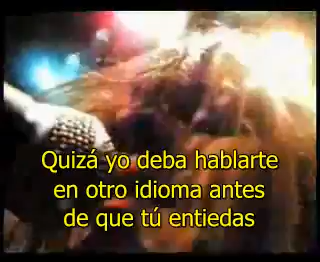 Quizá yo deba hablarte
en otro idioma antes
de que tú entiedas